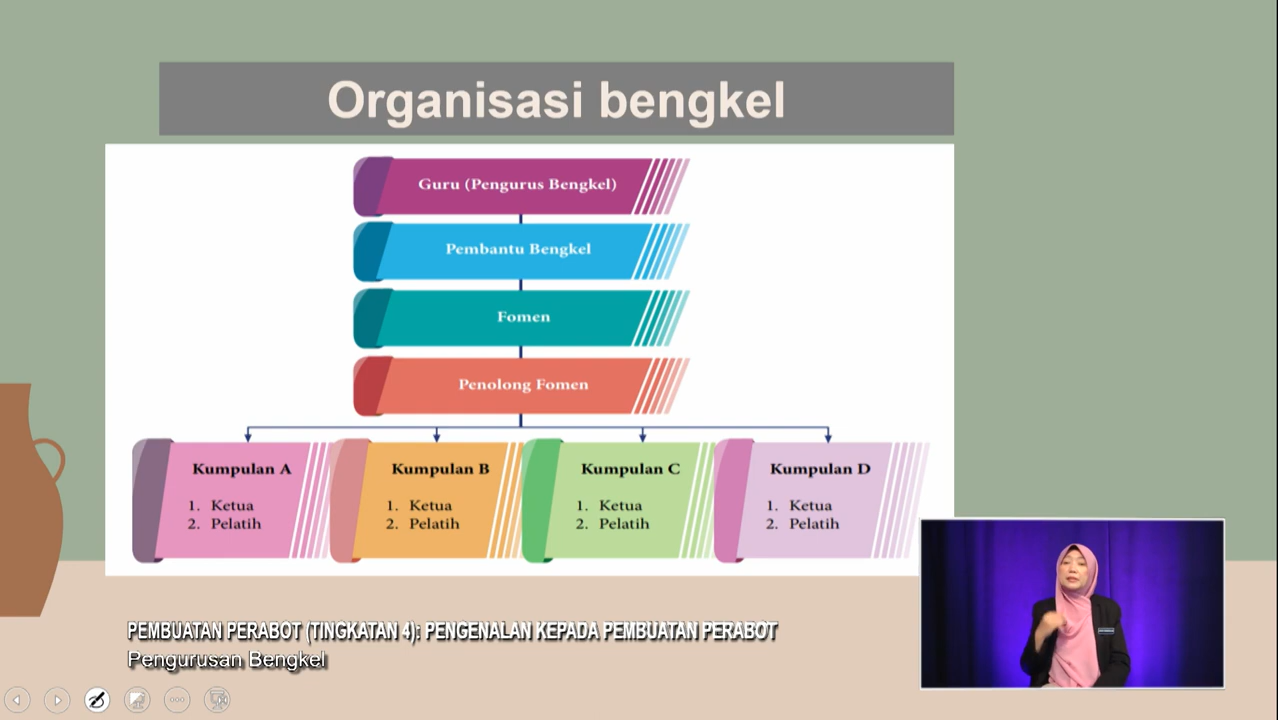 Organisasi bengkel
Guru (Pengurus Bengkel)
Pembantu Bengkel
Fomen
Penolong Fomen
Kumpulan A
1. Ketua
2. Pelatih
Kumpulan B
1. Ketua
2. Pelatih
Kumpulan C
1. Ketua
2. Pelatih
Kumpulan D
1. Ketua
2. Pelatih
PEMBUATAN PERABOT (TINGKATAN 4): PENGENALAN KEPADA PEMBUATAN PERABOT
Pengurusan Bengkel